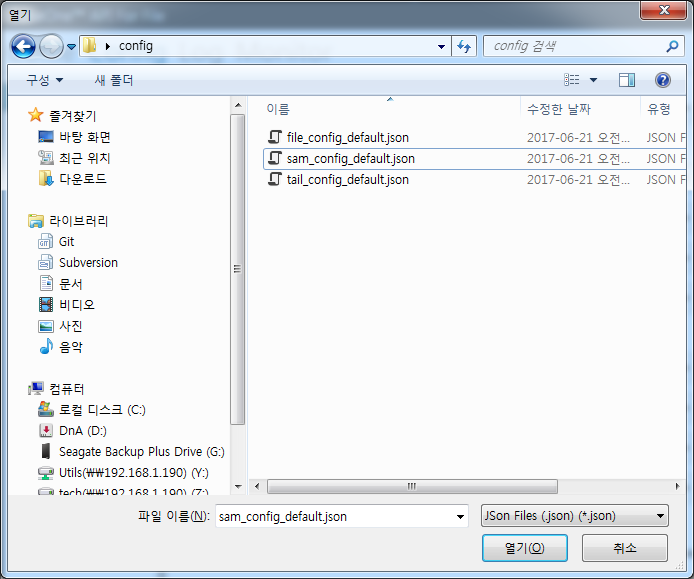 열기
config
config 검색
구성
새 폴더
즐겨찾기
바탕 화면
최근 위치
다운로드
라이브러리
Git
Subversion
문서
비디오
사진
음악
컴퓨터
로컬 디스크 (C:)
DnA (D:)
Seagate Backup Plus Drive (G:)
Utils(₩₩192.168.1.190) (Y:)
tech(₩₩192.168.1.190) (Z:)
이름 수정한 날짜 유형
file_config_default.json 2017-06-21 오전... JSON F
sam_config_default.json 2017-06-21 오전... JSON F
tail_config_default.json 2017-06-21 오전... JSON F
파일 이름(N): sam_config_default.json
JSon Files (.json) (*.json)
열기(O) 취소